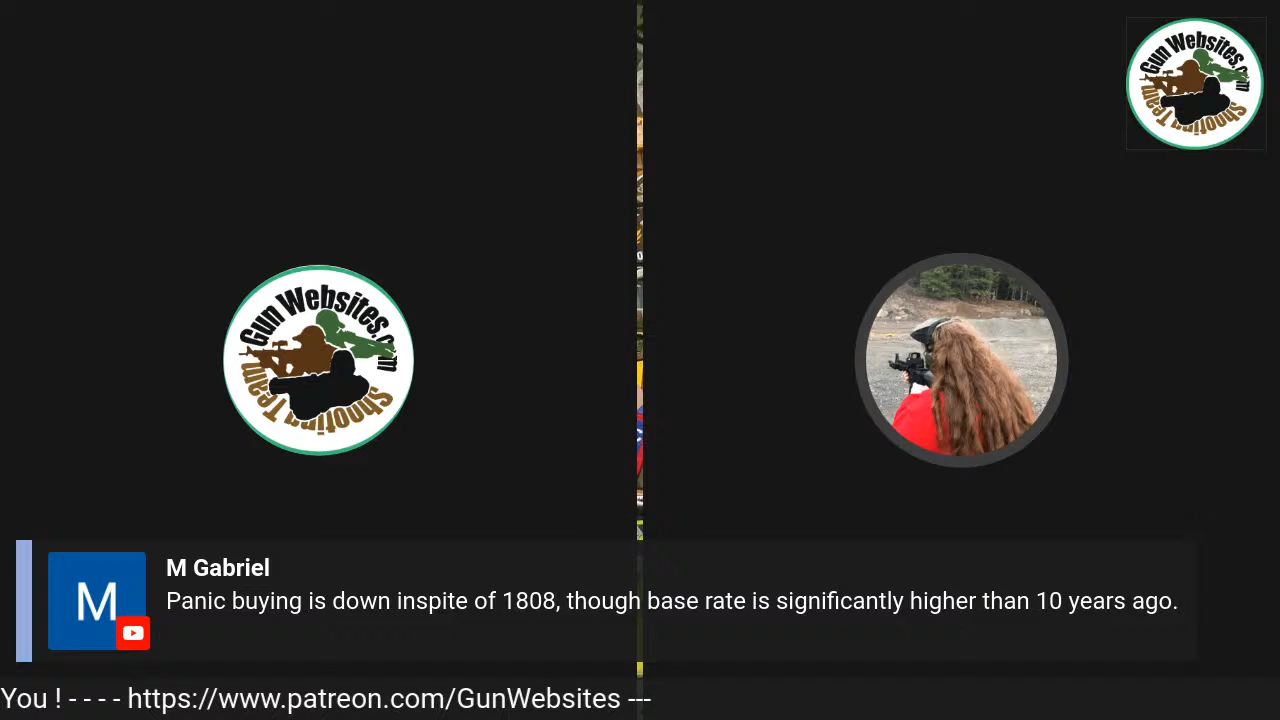 Gun Websites.com
Shooting Team
Gun Websites.com
Shooting Team
M
M Gabriel
Panic buying is down inspite of 1808, though base rate is significantly higher than 10 years ago.
You ! - - - - https://www.patreon.com/GunWebsites ---